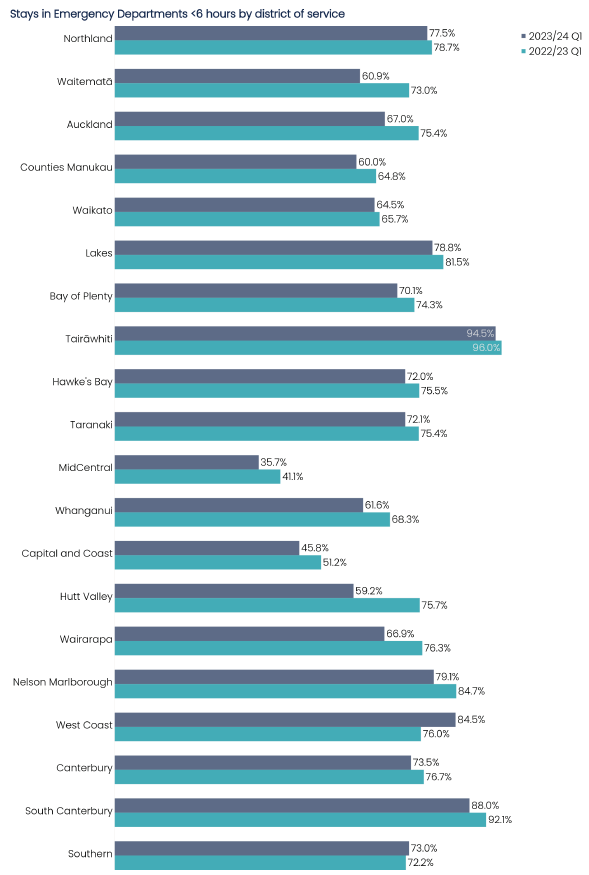 Stays in Emergency Departments <6 hours by district of service
2023/24 Q1
2022/23 Q1
Northland
77.5%
78.7%
Waitematā
60.9%
73.0%
Auckland
67.0%
75.4%
Counties Manukau
60.0%
64.8%
Waikato
64.5%
65.7%
Lakes
78.8%
81.5%
Bay of Plenty
70.1%
74.3%
Tairāwhiti
94.5%
96.0%
Hawke's Bay
72.0%
75.5%
Taranaki
72.1%
75.4%
MidCentral
35.7%
41.1%
Whanganui
61.6%
68.3%
Capital and Coast
45.8%
51.2%
Hutt Valley
59.2%
75.7%
Wairarapa
66.9%
76.3%
Nelson Marlborough
79.1%
84.7%
West Coast
84.5%
76.0%
Canterbury
73.5%
76.7%
South Canterbury
88.0%
92.1%
Southern
73.0%
72.2%